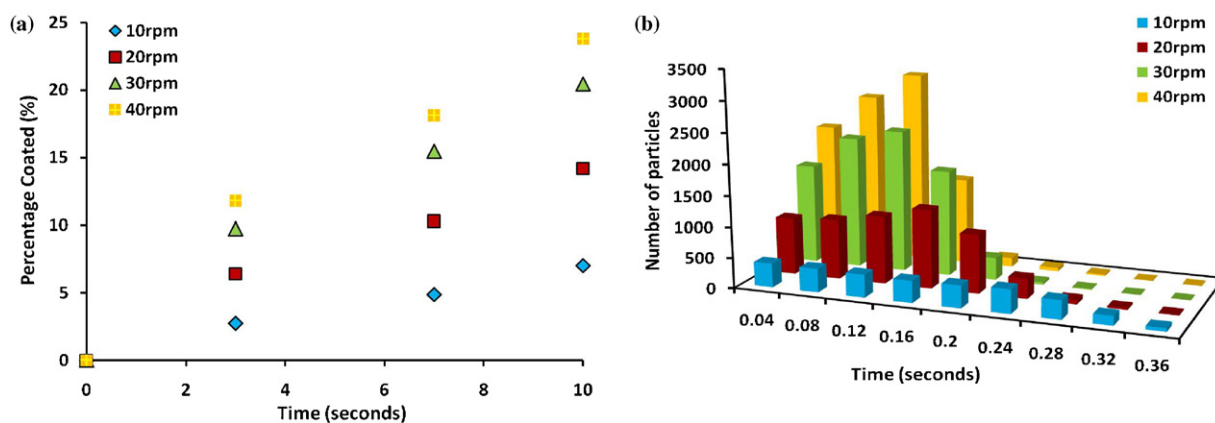 (a)
10rpm
20rpm
30rpm
40rpm
Percentage Coated (%)
25
20
15
10
5
0
0 2 4 6 8 10
Time (seconds)
(b)
10rpm
20rpm
30rpm
40rpm
Number of particles
3500
3000
2500
2000
1500
1000
500
0
0.04 0.08 0.12 0.16 0.2 0.24 0.28 0.32 0.36
Time (seconds)